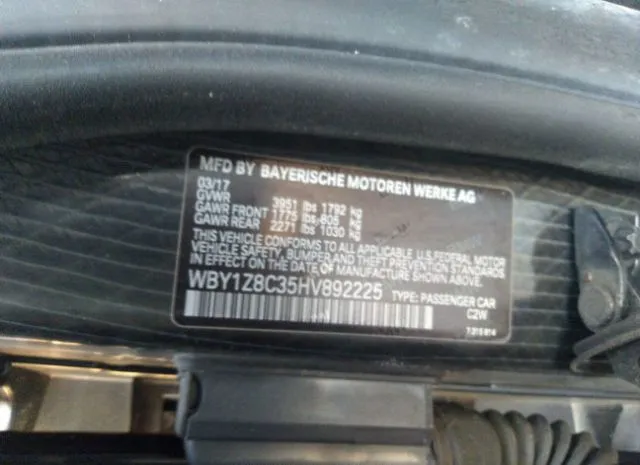 MFD BY BAYERISCHE MOTOREN WERKE AG
03/17
GVWR 3951 lbs 1792 kg
GAWR FRONT 1775 lbs 805 kg
GAWR REAR 2271 lbs 1030 kg
THIS VEHICLE CONFORMS TO ALL APPLICABLE U.S. FEDERAL MOTOR
VEHICLE SAFETY, BUMPER, AND THEFT PREVENTION STANDARDS
IN EFFECT ON THE DATE OF MANUFACTURE SHOWN ABOVE.
WBY1Z8C35HV892225 TYPE: PASSENGER CAR
C2W